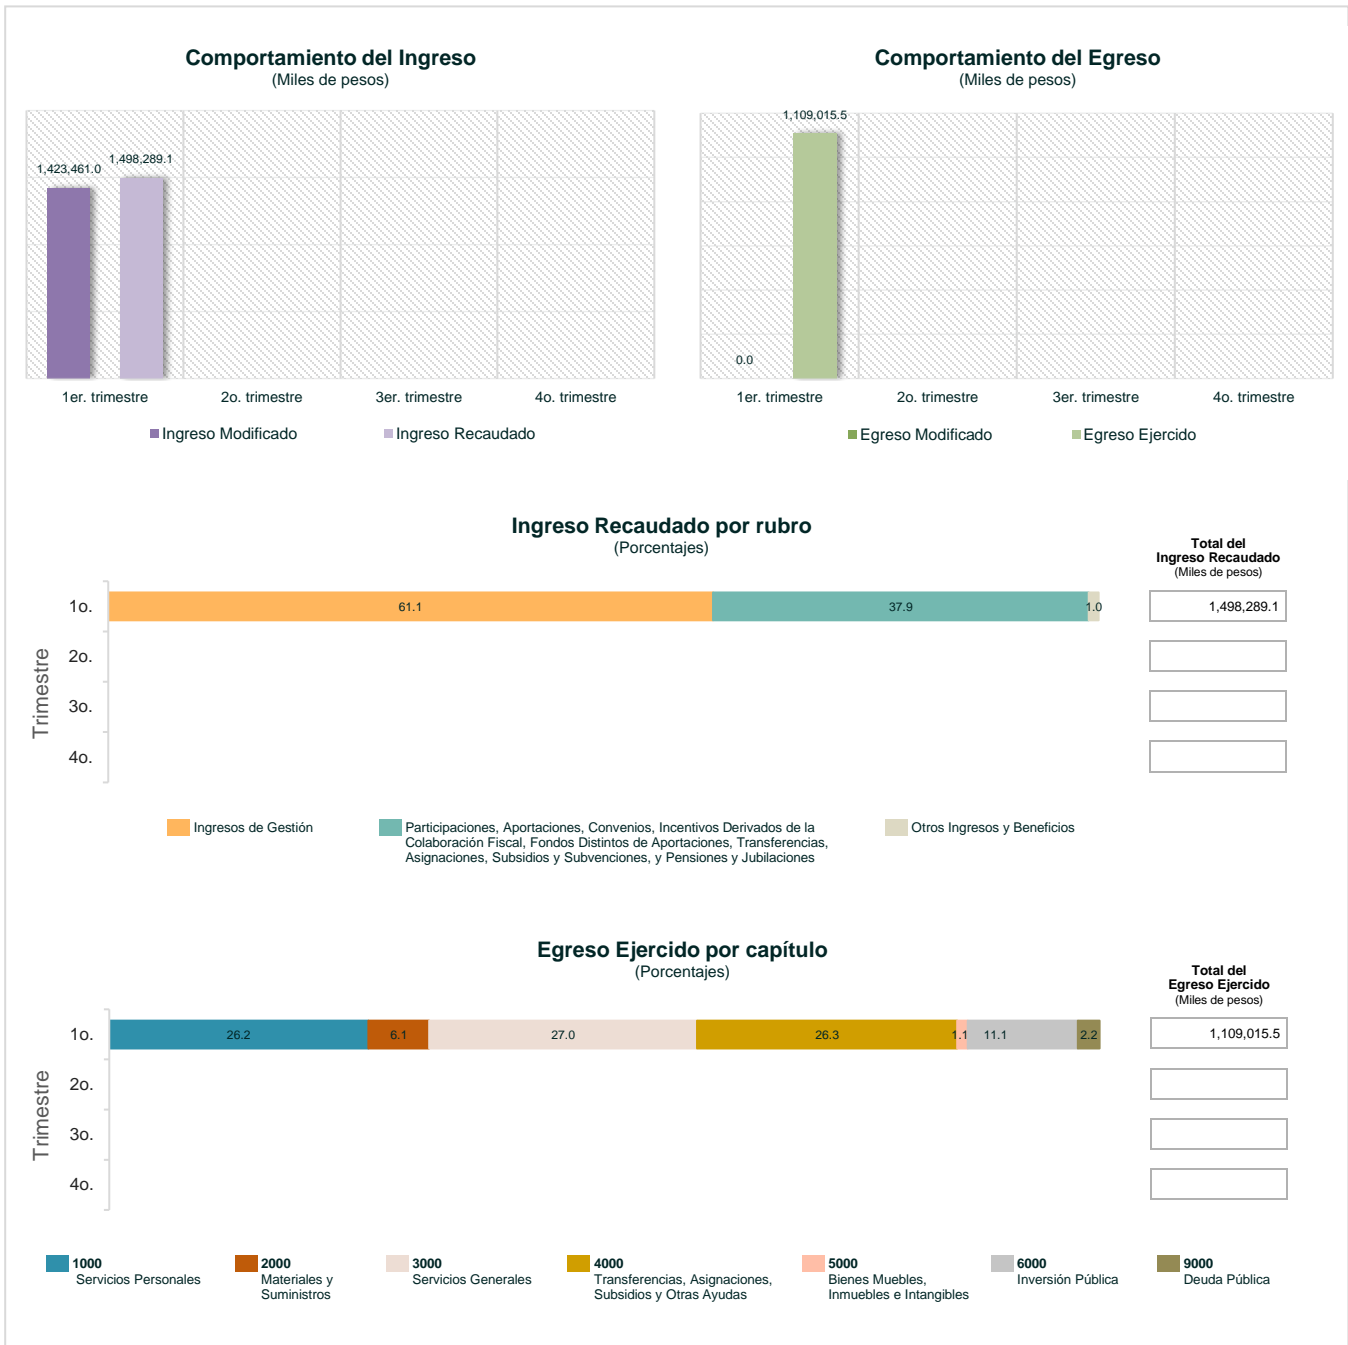 Comportamiento del Ingreso
(Miles de pesos)
1,423,461.0
1,498,289.1
1er. trimestre
2o. trimestre
3er. trimestre
4o. trimestre
Ingreso Modificado
Ingreso Recaudado
Comportamiento del Egreso
(Miles de pesos)
1,109,015.5
0.0
1er. trimestre
2o. trimestre
3er. trimestre
4o. trimestre
Egreso Modificado
Egreso Ejercido
Ingreso Recaudado por rubro
(Porcentajes)
Total del
Ingreso Recaudado
(Miles de pesos)
Trimestre
1o.
61.1
37.9
1.0
1,498,289.1
2o.
3o.
4o.
Ingresos de Gestión
Participaciones, Aportaciones, Convenios, Incentivos Derivados de la
Colaboración Fiscal, Fondos Distintos de Aportaciones, Transferencias,
Asignaciones, Subsidios y Subvenciones, y Pensiones y Jubilaciones
Otros Ingresos y Beneficios
Egreso Ejercido por capítulo
(Porcentajes)
Total del
Egreso Ejercido
(Miles de pesos)
Trimestre
1o.
26.2
6.1
27.0
26.3
1.1
11.1
2.2
1,109,015.5
2o.
3o.
4o.
1000
Servicios Personales
2000
Materiales y
Suministros
3000
Servicios Generales
4000
Transferencias, Asignaciones,
Subsidios y Otras Ayudas
5000
Bienes Muebles,
Inmuebles e Intangibles
6000
Inversión Pública
9000
Deuda Pública